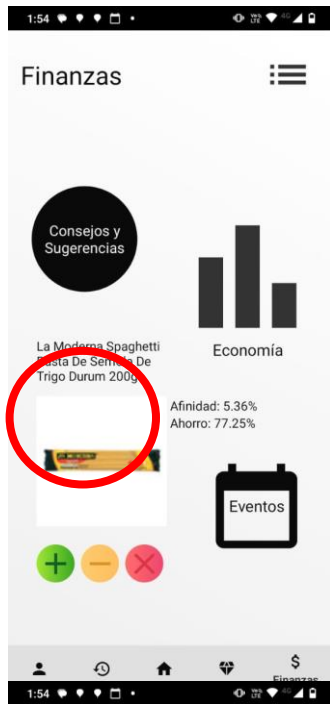 1:54
Finanzas
Consejos y
Sugerencias
Economía
La Moderna Spaghetti
Pasta De Semola De
Trigo Durum 200g
Afinidad: 5.36%
Ahorro: 77.25%
Eventos
$
Finanzas
1:54